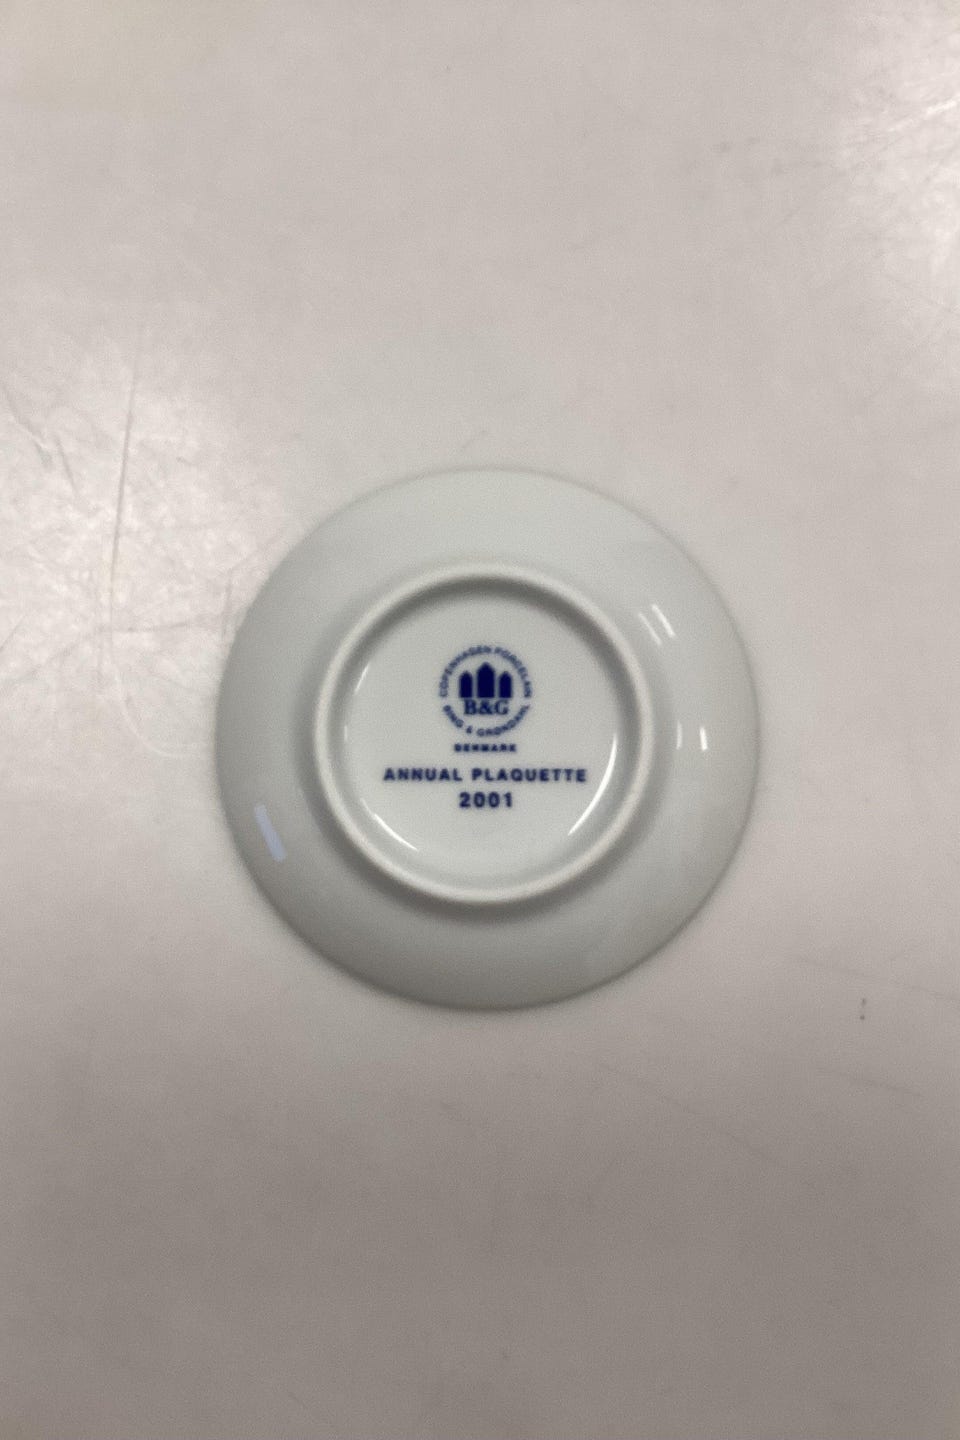 COPENHAGEN PORCELAIN
B&G
BING & GRØNDAHL
DENMARK
ANNUAL PLAQUETTE
2001